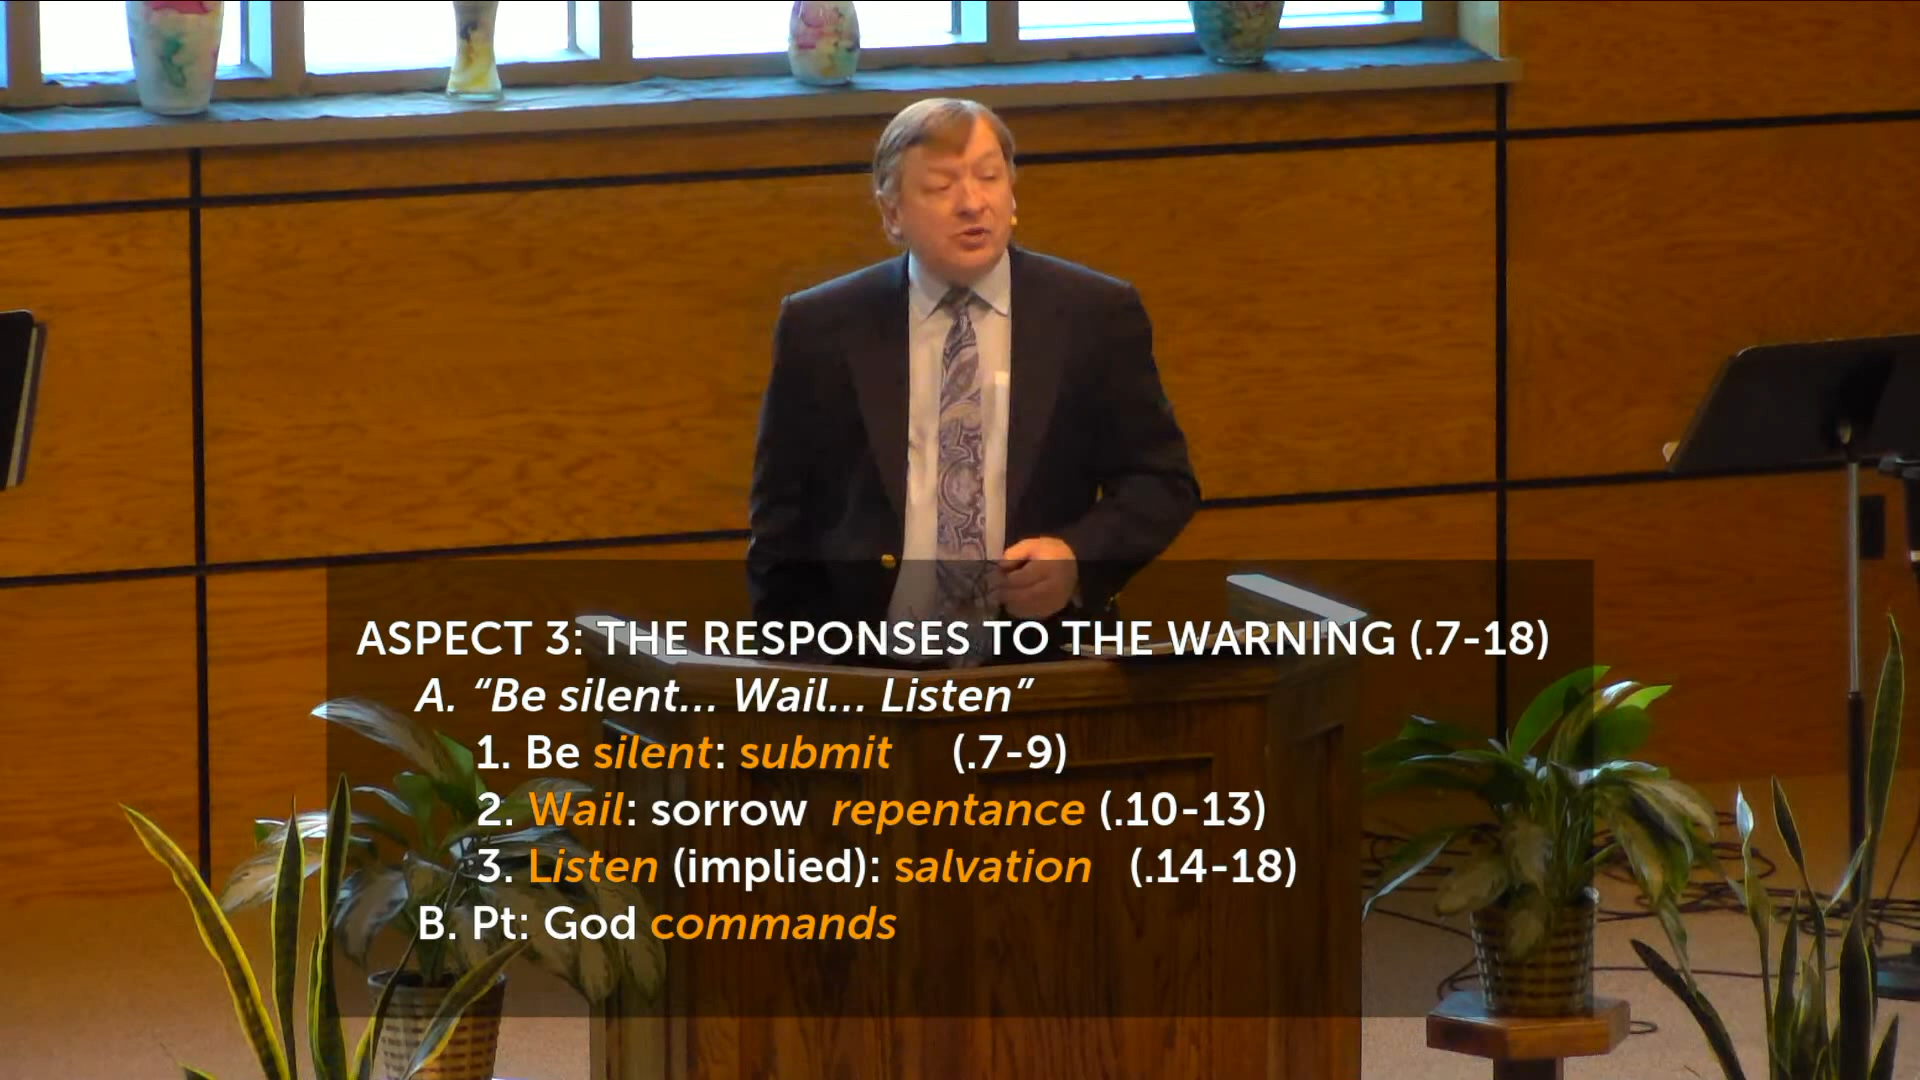 ASPECT 3: THE RESPONSES TO THE WARNING (.7-18)
A. “Be silent... Wail... Listen”
1. Be silent: submit (.7-9)
2. Wail: sorrow repentance (.10-13)
3. Listen (implied): salvation (.14-18)
B. Pt: God commands